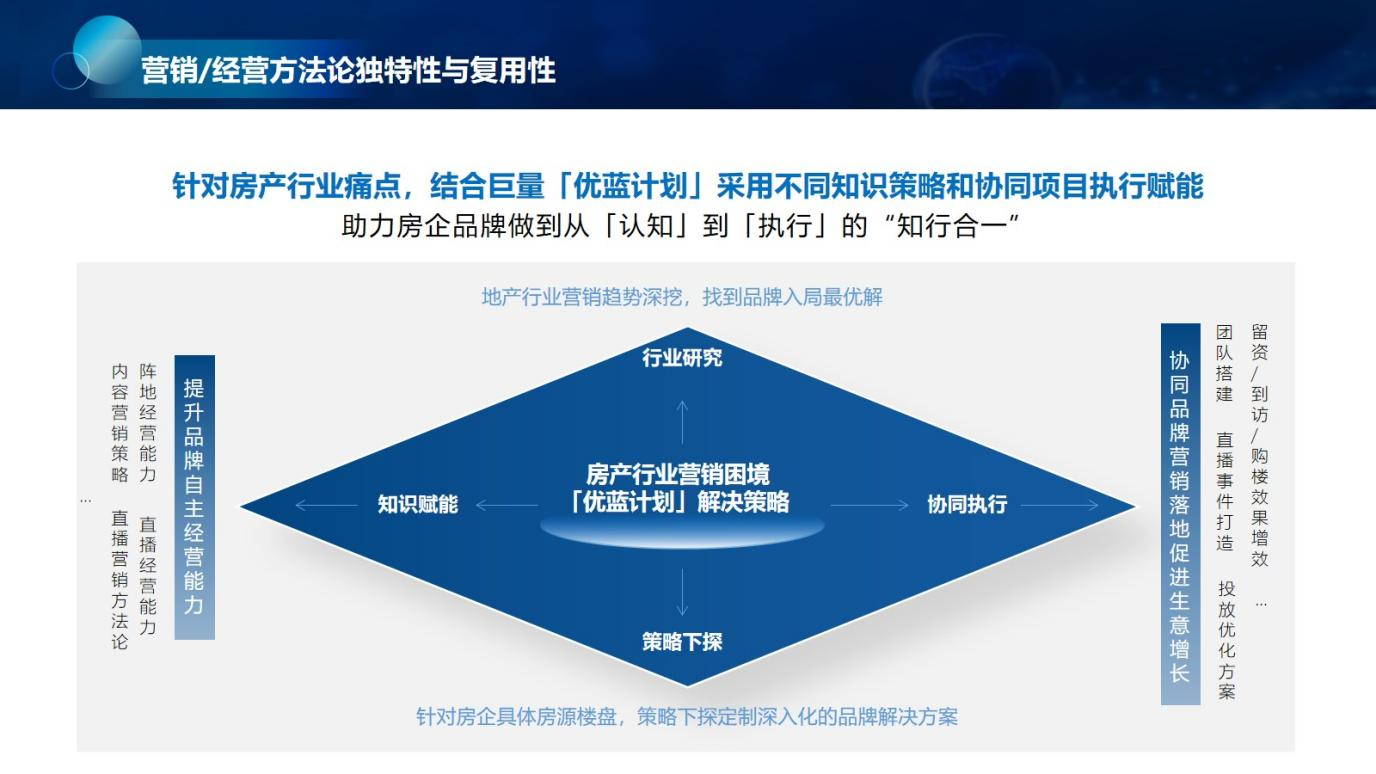 营销/经营方法论独特性与复用性
针对房产行业痛点，结合巨量「优蓝计划」采用不同知识策略和协同项目执行赋能
助力房企品牌做到从「认知」到「执行」的“知行合一”
地产行业营销趋势深挖，找到品牌入局最优解
行业研究
房产行业营销困境
「优蓝计划」解决策略
知识赋能
协同执行
策略下探
针对房企具体房源楼盘，策略下探定制深入化的品牌解决方案
提升品牌自主经营能力
阵地经营能力 直播经营能力
内容营销策略 直播营销方法论
...
协同品牌营销落地促进生意增长
团队搭建 直播事件打造 投放优化方案
留资/到访/购楼效果增效 ...